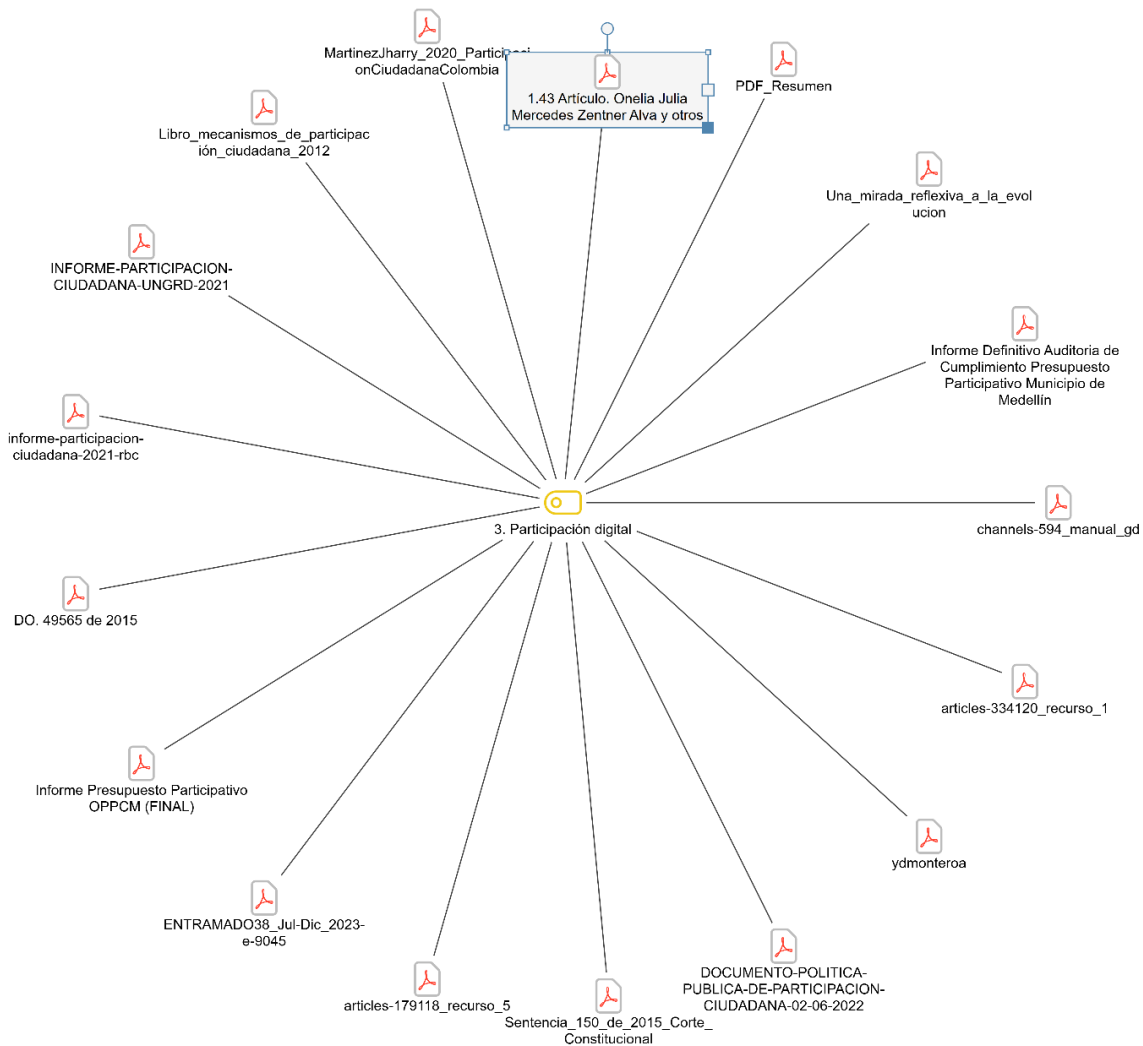 MartinezJharry_2020_Participaci
onCiudadanaColombia
1.43 Artículo. Onelia Julia
Mercedes Zentner Alva y otros
PDF_Resumen
Libro_mecanismos_de_participac
ión_ciudadana_2012
Una_mirada_reflexiva_a_la_evol
ucion
INFORME-PARTICIPACION-
CIUDADANA-UNGRD-2021
Informe Definitivo Auditoria de
Cumplimiento Presupuesto
Participativo Municipio de
Medellín
informe-participacion-
ciudadana-2021-rbc
3. Participación digital
channels-594_manual_gd
DO. 49565 de 2015
articles-334120_recurso_1
Informe Presupuesto Participativo
OPPCM (FINAL)
ydmonteroa
ENTRAMADO38_Jul-Dic_2023-
e-9045
articles-179118_recurso_5
Sentencia_150_de_2015_Corte_
Constitucional
DOCUMENTO-POLITICA-
PUBLICA-DE-PARTICIPACION-
CIUDADANA-02-06-2022